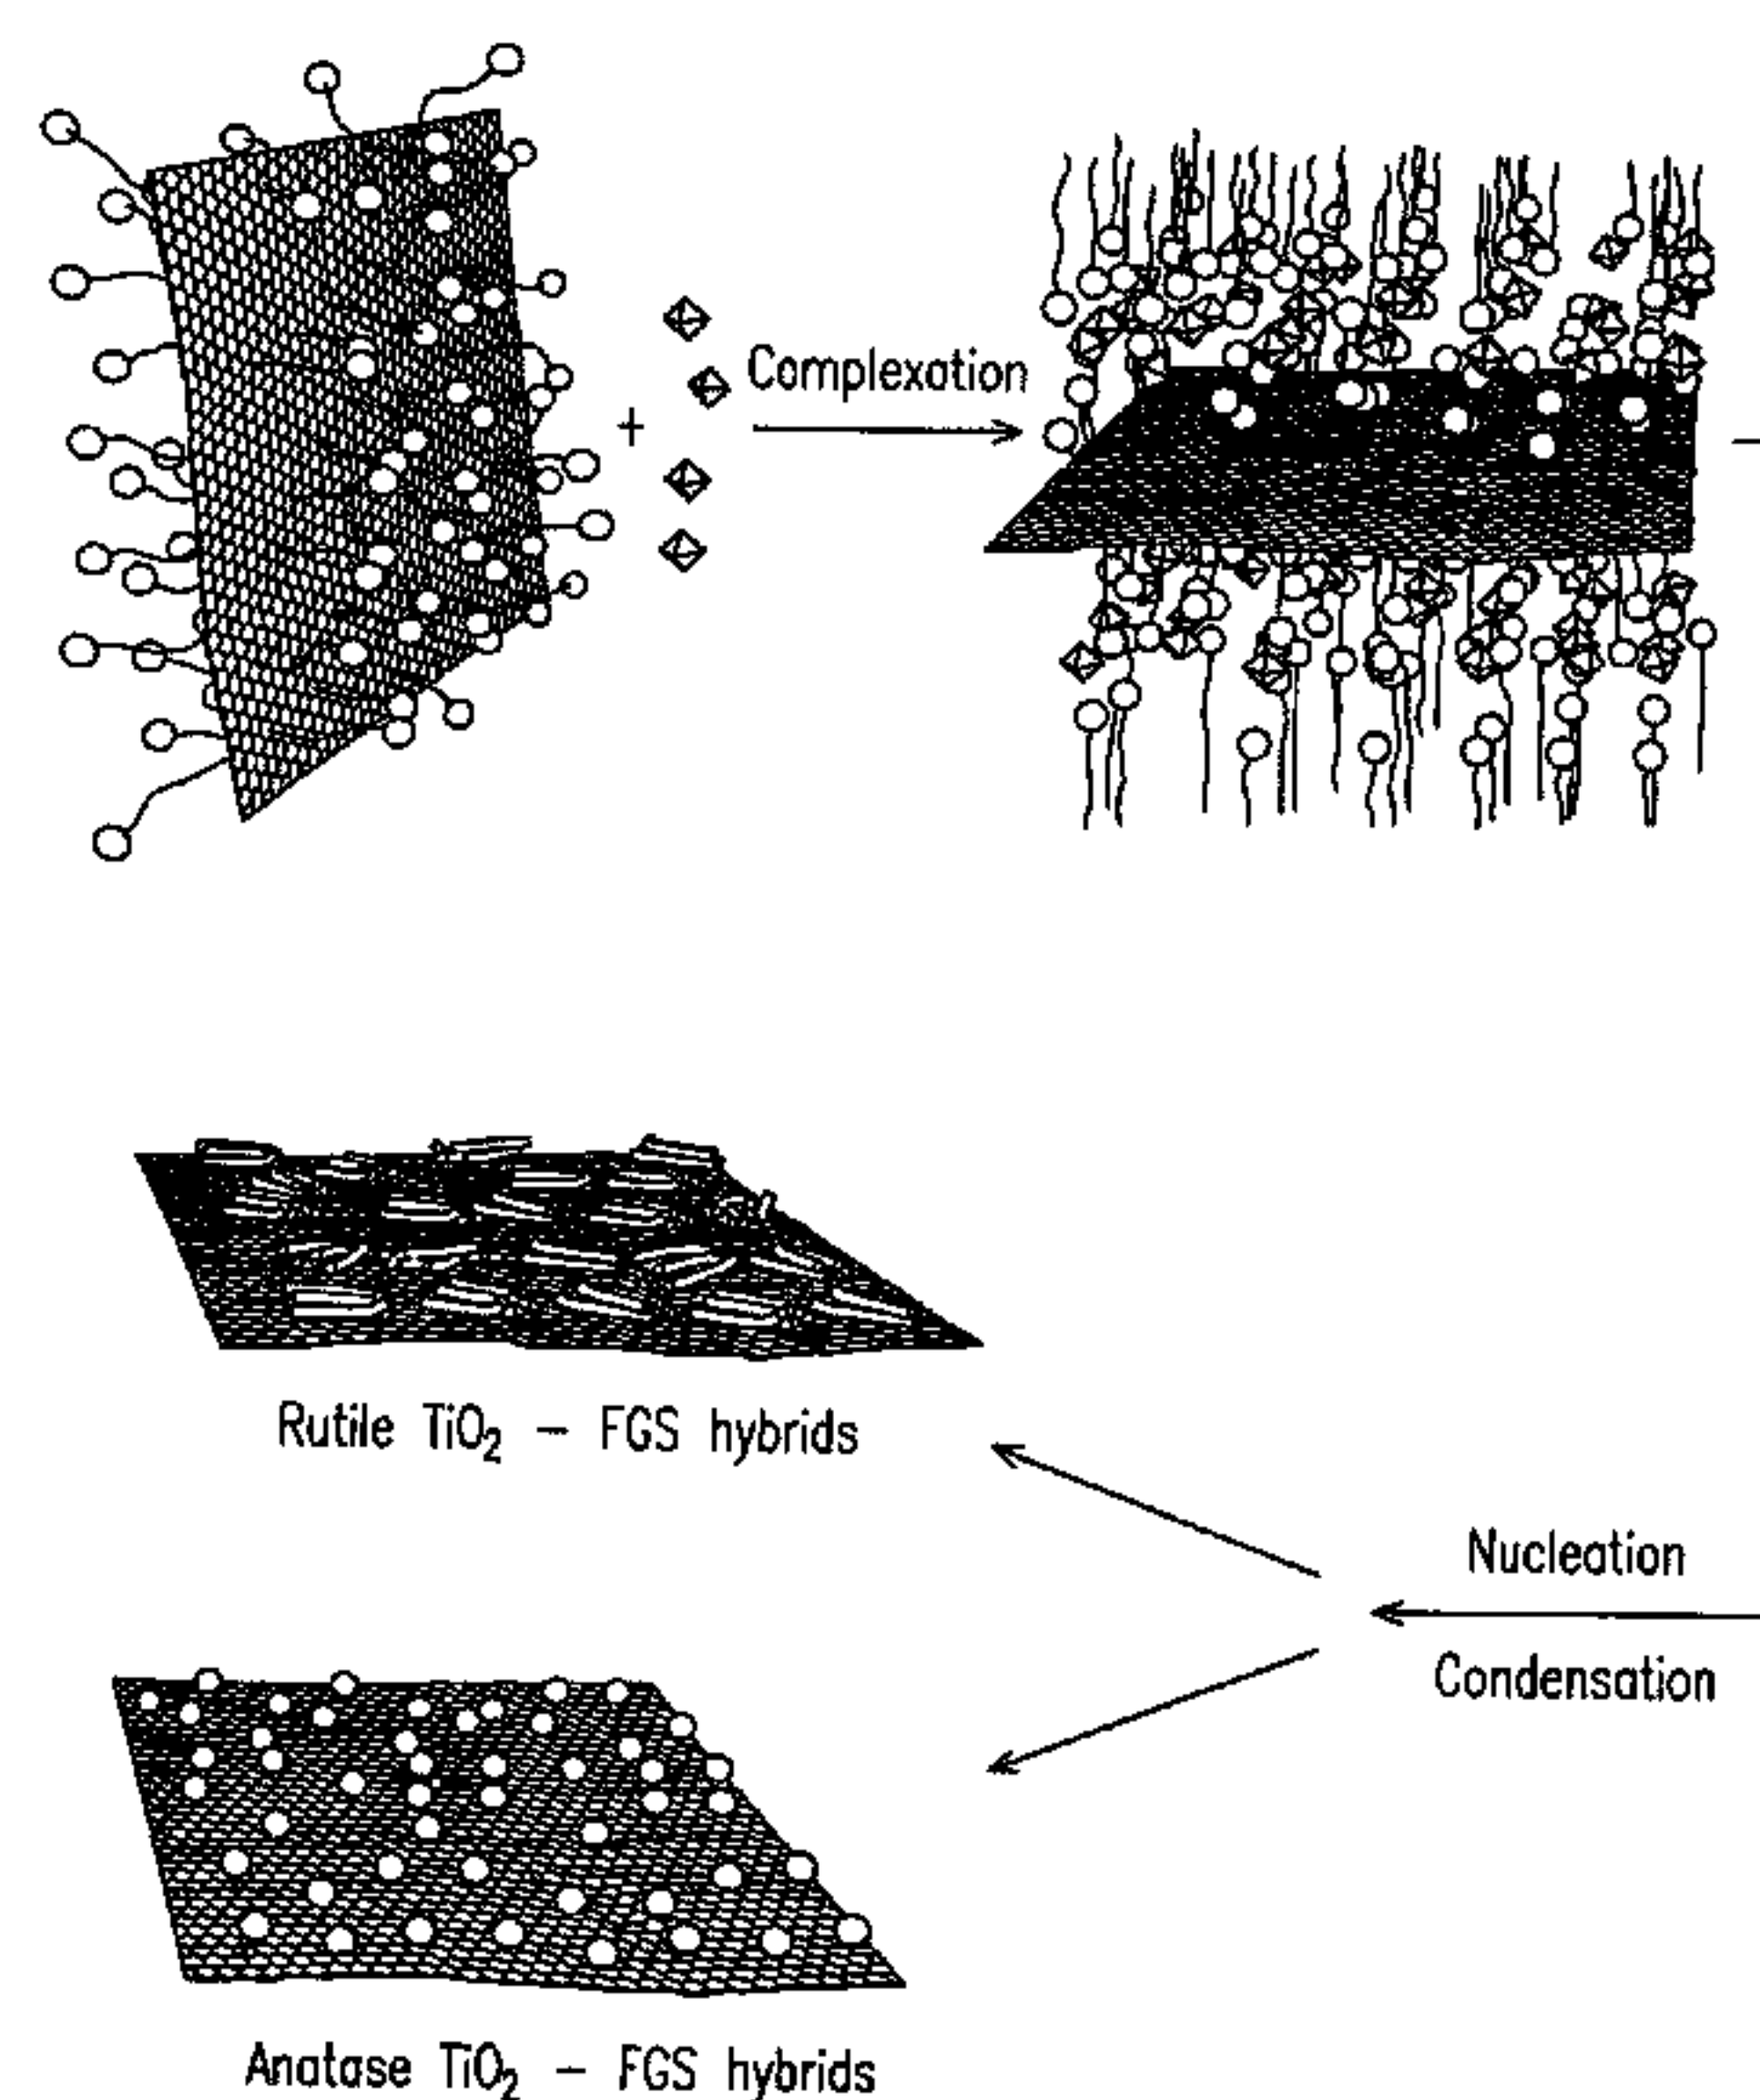 +
Complexation
Rutile TiO₂ – FGS hybrids
Nucleation
Condensation
Anatase TiO₂ – FGS hybrids